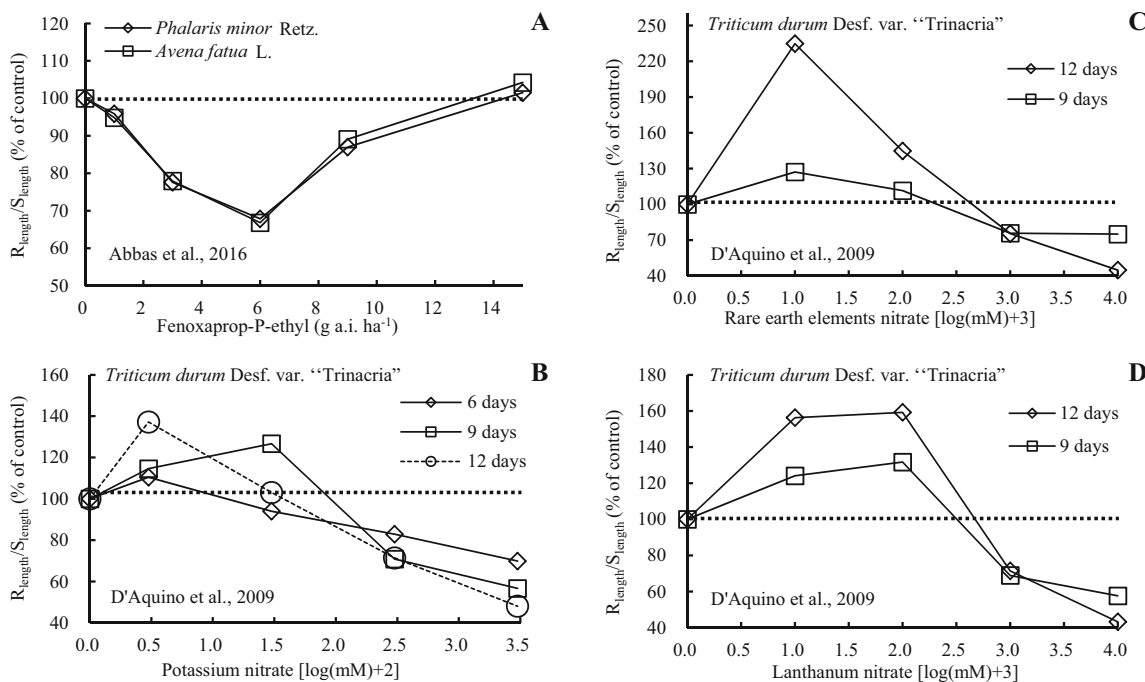 A
Phalaris minor Retz.
Avena fatua L.
R_length/S_length (% of control)
120
110
100
90
80
70
60
50
Abbas et al., 2016
0 2 4 6 8 10 12 14
Fenoxaprop-P-ethyl (g a.i. ha⁻¹)
C
Triticum durum Desf. var. ‘‘Trinacria”
12 days
9 days
R_length/S_length (% of control)
250
220
190
160
130
100
70
40
D'Aquino et al., 2009
0.0 0.5 1.0 1.5 2.0 2.5 3.0 3.5 4.0
Rare earth elements nitrate [log(mM)+3]
B
Triticum durum Desf. var. ‘‘Trinacria”
6 days
9 days
12 days
R_length/S_length (% of control)
160
140
120
100
80
60
40
D'Aquino et al., 2009
0.0 0.5 1.0 1.5 2.0 2.5 3.0 3.5
Potassium nitrate [log(mM)+2]
D
Triticum durum Desf. var. ‘‘Trinacria”
12 days
9 days
R_length/S_length (% of control)
180
160
140
120
100
80
60
40
D'Aquino et al., 2009
0.0 0.5 1.0 1.5 2.0 2.5 3.0 3.5 4.0
Lanthanum nitrate [log(mM)+3]